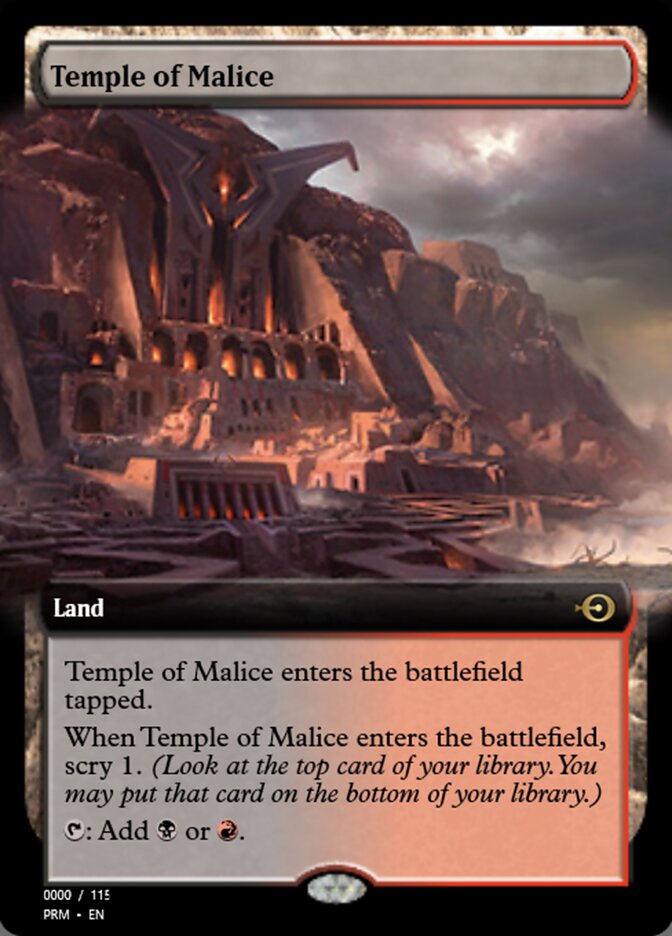 Temple of Malice
Land
Temple of Malice enters the battlefield
tapped.
When Temple of Malice enters the battlefield,
scry 1. (Look at the top card of your library. You
may put that card on the bottom of your library.)
: Add or .
0000 / 115
PRM • EN